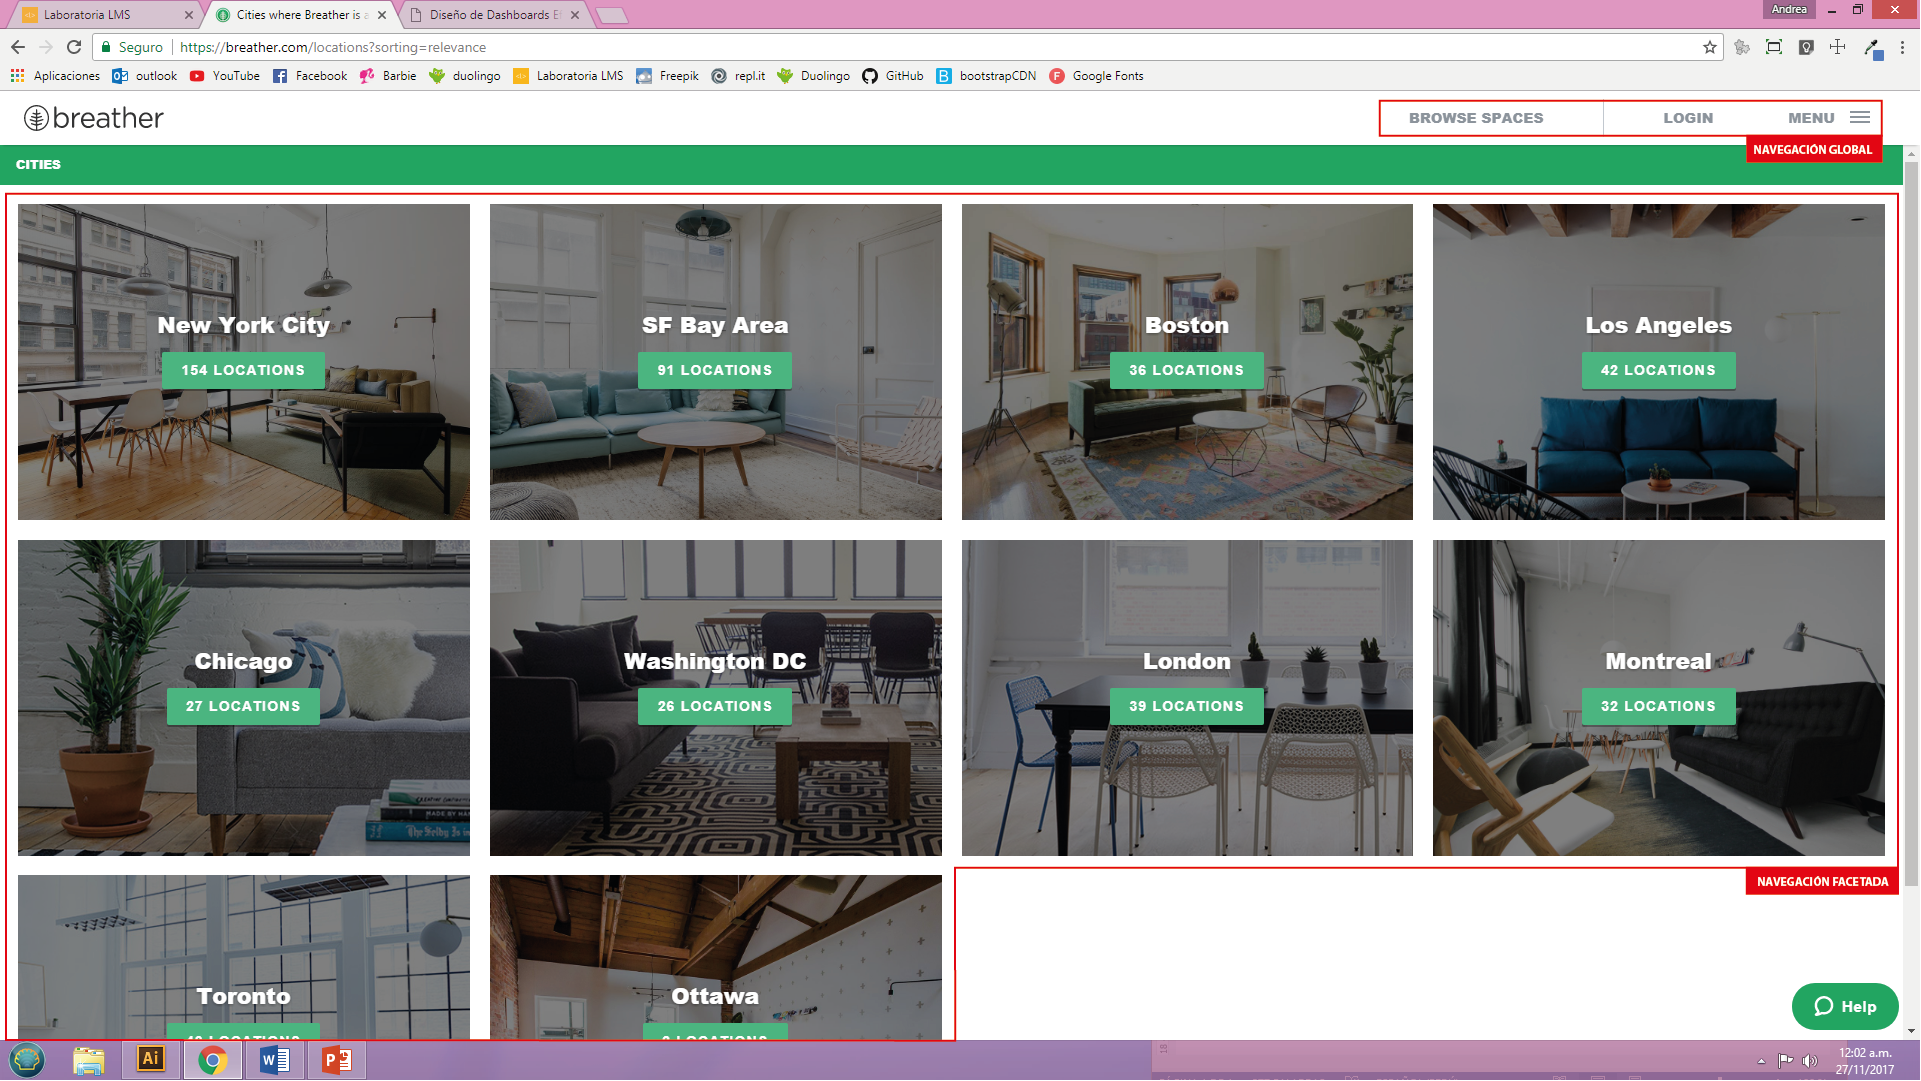 Laboratoria LMS
Cities where Breather is a
Diseño de Dashboards Ef
Andrea
Seguro
https://breather.com/locations?sorting=relevance
Aplicaciones
outlook
YouTube
Facebook
Barbie
duolingo
Laboratoria LMS
Freepik
repl.it
Duolingo
GitHub
bootstrapCDN
Google Fonts
breather
BROWSE SPACES
LOGIN
MENU
NAVEGACIÓN GLOBAL
CITIES
New York City
154 LOCATIONS
SF Bay Area
91 LOCATIONS
Boston
36 LOCATIONS
Los Angeles
42 LOCATIONS
Chicago
27 LOCATIONS
Washington DC
26 LOCATIONS
London
39 LOCATIONS
Montreal
32 LOCATIONS
NAVEGACIÓN FACETADA
Toronto
LOCATIONS
Ottawa
LOCATIONS
Help
Ai
12:02 a.m.
27/11/2017